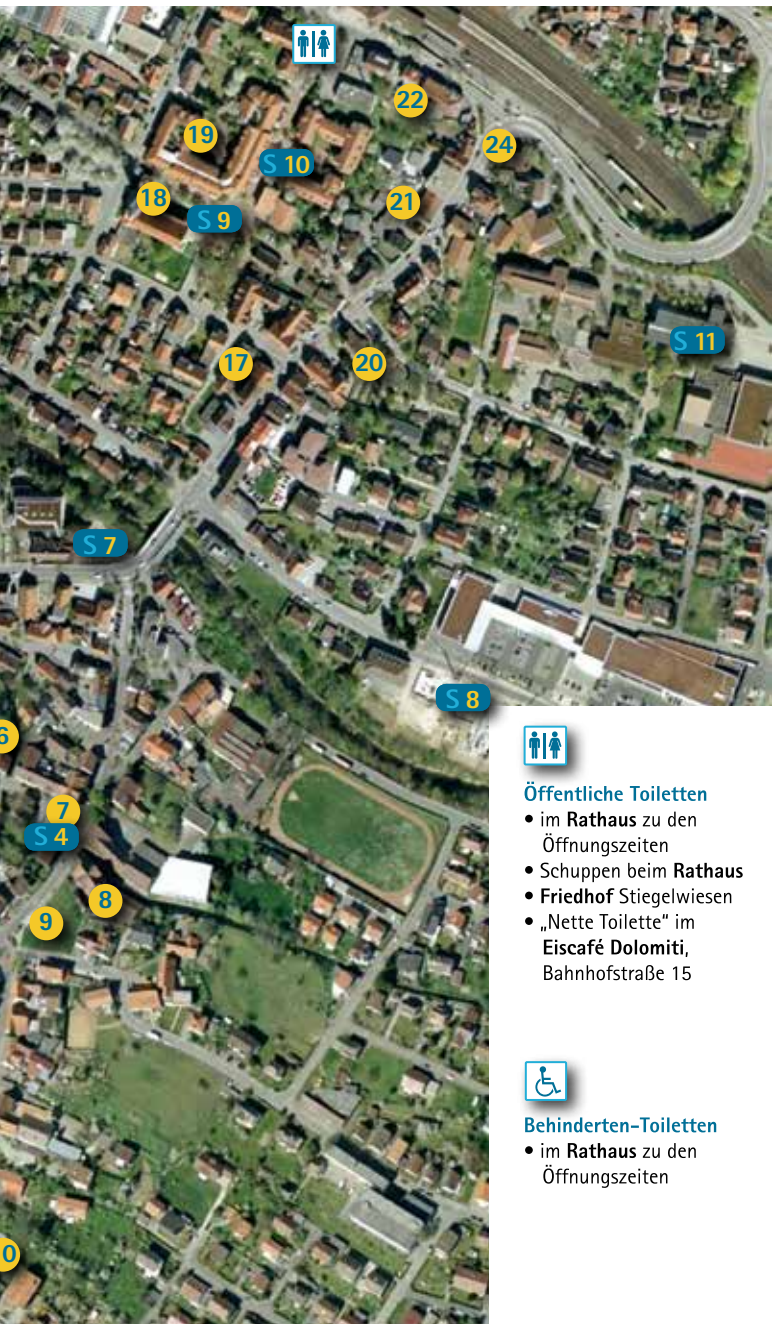 22
19
24
S 10
18
21
S 9
S 11
17
20
S 7
S 8
6
7
S 4
8
9
0
Öffentliche Toiletten
• im Rathaus zu den
Öffnungszeiten
• Schuppen beim Rathaus
• Friedhof Stiegelwiesen
• „Nette Toilette“ im
Eiscafé Dolomiti,
Bahnhofstraße 15
Behinderten-Toiletten
• im Rathaus zu den
Öffnungszeiten